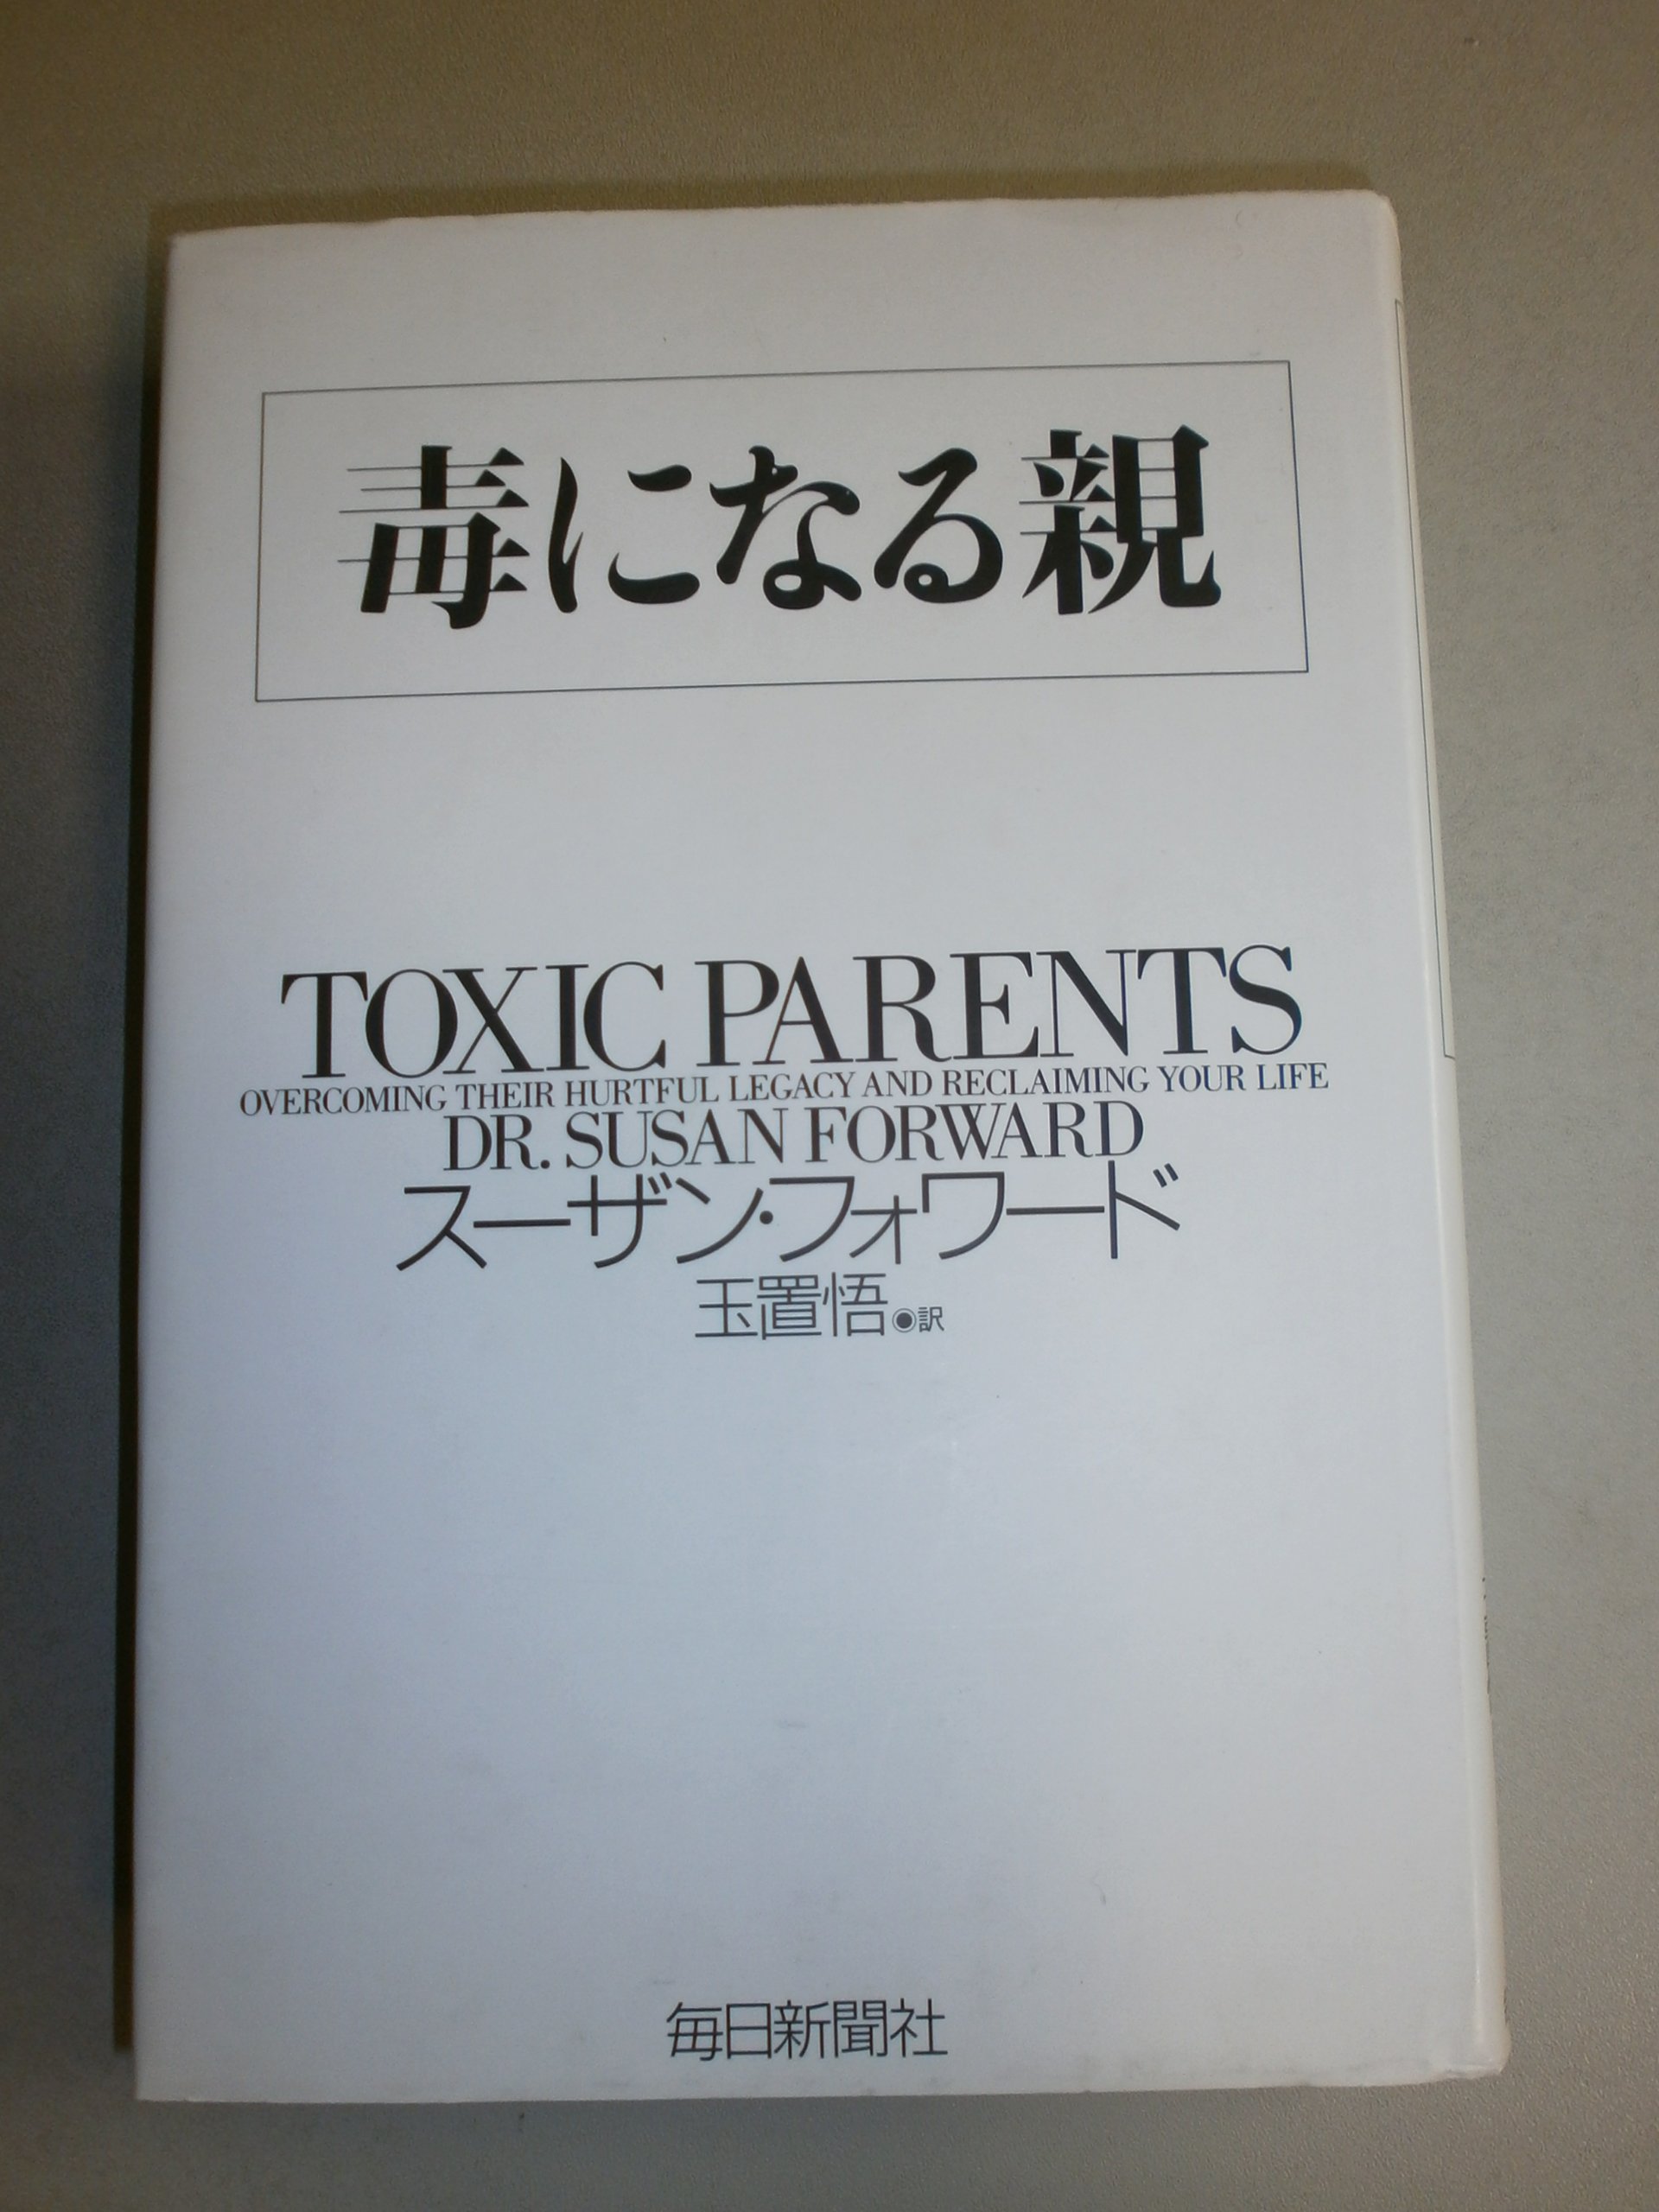 毒になる親
TOXIC PARENTS
OVERCOMING THEIR HURTFUL LEGACY AND RECLAIMING YOUR LIFE
DR. SUSAN FORWARD
スーザン・フォワード
玉置悟◉訳
毎日新聞社